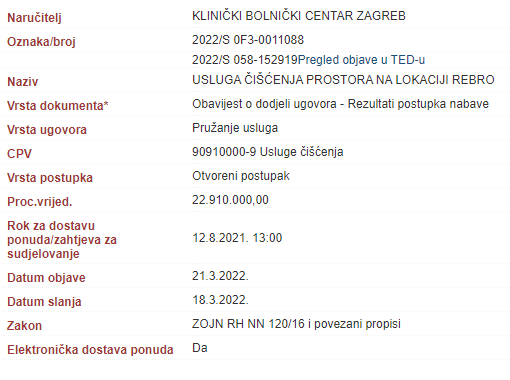 Naručitelj KLINIČKI BOLNIČKI CENTAR ZAGREB
Oznaka/broj 2022/S 0F3-0011088
2022/S 058-152919Pregled objave u TED-u
Naziv USLUGA ČIŠĆENJA PROSTORA NA LOKACIJI REBRO
Vrsta dokumenta* Obavijest o dodjeli ugovora - Rezultati postupka nabave
Vrsta ugovora Pružanje usluga
CPV 90910000-9 Usluge čišćenja
Vrsta postupka Otvoreni postupak
Proc.vrijed. 22.910.000,00
Rok za dostavu
ponuda/zahtjeva za 12.8.2021. 13:00
sudjelovanje
Datum objave 21.3.2022.
Datum slanja 18.3.2022.
Zakon ZOJN RH NN 120/16 i povezani propisi
Elektronička dostava ponuda Da